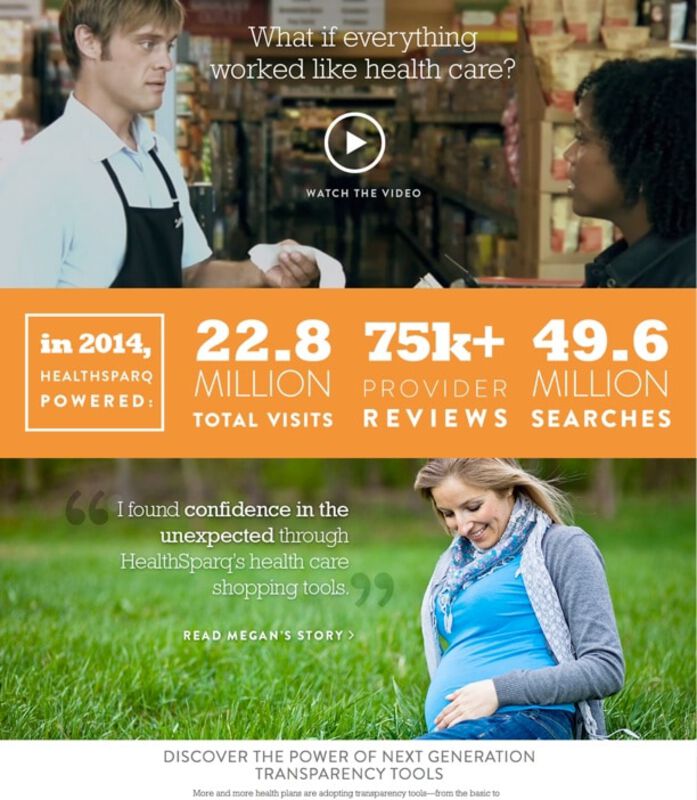 What if everything
worked like health care?
WATCH THE VIDEO
in 2014,
HEALTHSPARQ
POWERED:
22.8
MILLION
TOTAL VISITS
75k+
PROVIDER
REVIEWS
49.6
MILLION
SEARCHES
“ I found confidence in the
unexpected through
HealthSparq's health care
shopping tools. ”
READ MEGAN'S STORY >
DISCOVER THE POWER OF NEXT GENERATION
TRANSPARENCY TOOLS
More and more health plans are adopting transparency tools—from the basic to